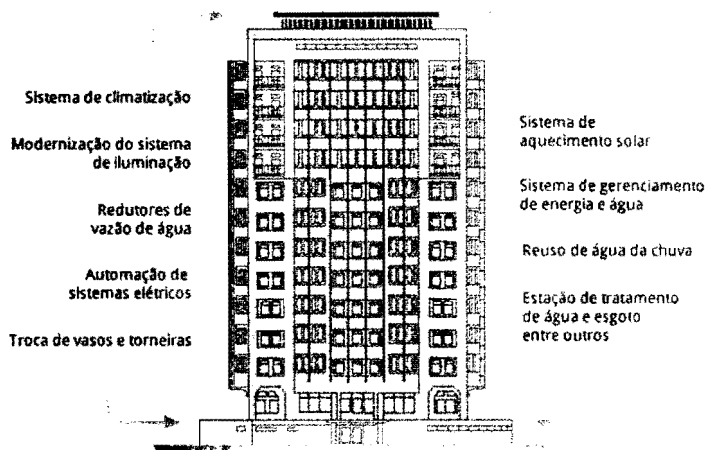 Sistema de climatização
Modernização do sistema
de iluminação
Redutores de
vazão de água
Automação de
sistemas elétricos
Troca de vasos e torneiras
Sistema de
aquecimento solar
Sistema de gerenciamento
de energia e água
Reuso de água da chuva
Estação de tratamento
de água e esgoto
entre outros